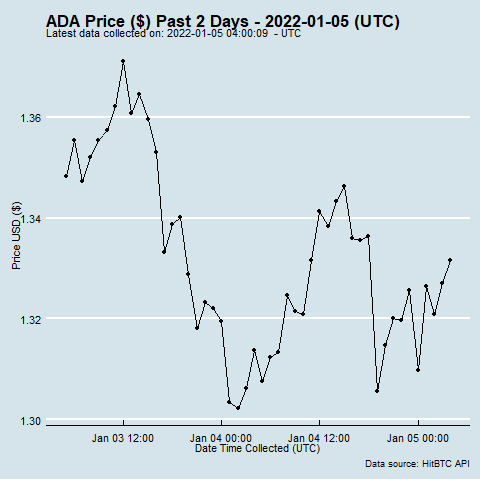 ADA Price ($) Past 2 Days - 2022-01-05 (UTC)
Latest data collected on: 2022-01-05 04:00:09 - UTC
1.36
1.34
1.32
1.30
Price USD ($)
Jan 03 12:00 Jan 04 00:00 Jan 04 12:00 Jan 05 00:00
Date Time Collected (UTC)
Data source: HitBTC API